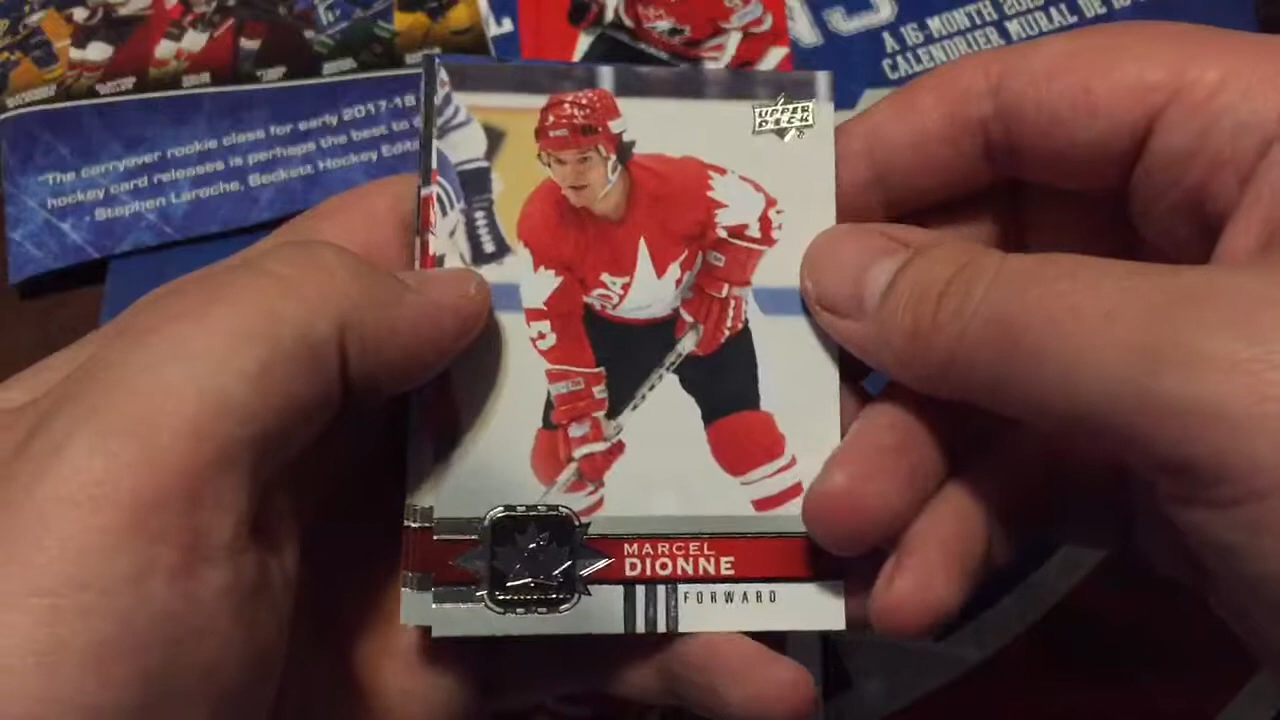 A 16-MONTH
CALENDRIER MURAL DE
"The carryover rookie class for early 2017-18
hockey card releases is perhaps the best to
- Stephen Laroche, Beckett Hockey
UPPER
DECK
MARCEL
DIONNE
FORWARD